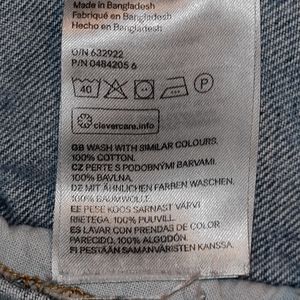 Made in Bangladesh
Fabriqué en Bangladesh
Hecho en Bangladesh
G/N 632922
P/N 0484205 6
40
P
clevercare.info
GB WASH WITH SIMILAR COLOURS.
100% COTTON.
CZ PERTE S PODOBNÝMI BARVAMI.
100% BAVLNA.
DE MIT ÄHNLICHEN FARBEN WASCHEN.
100% BAUMWOLLE.
EE PESE KOOS SARNAST VÄRVI
RIIETEGA. 100% PUUVILL.
ES LAVAR CON PRENDAS DE COLOR
PARECIDO. 100% ALGODÓN.
FI PESTÄÄN SAMANVÄRISTEN KANSSA.